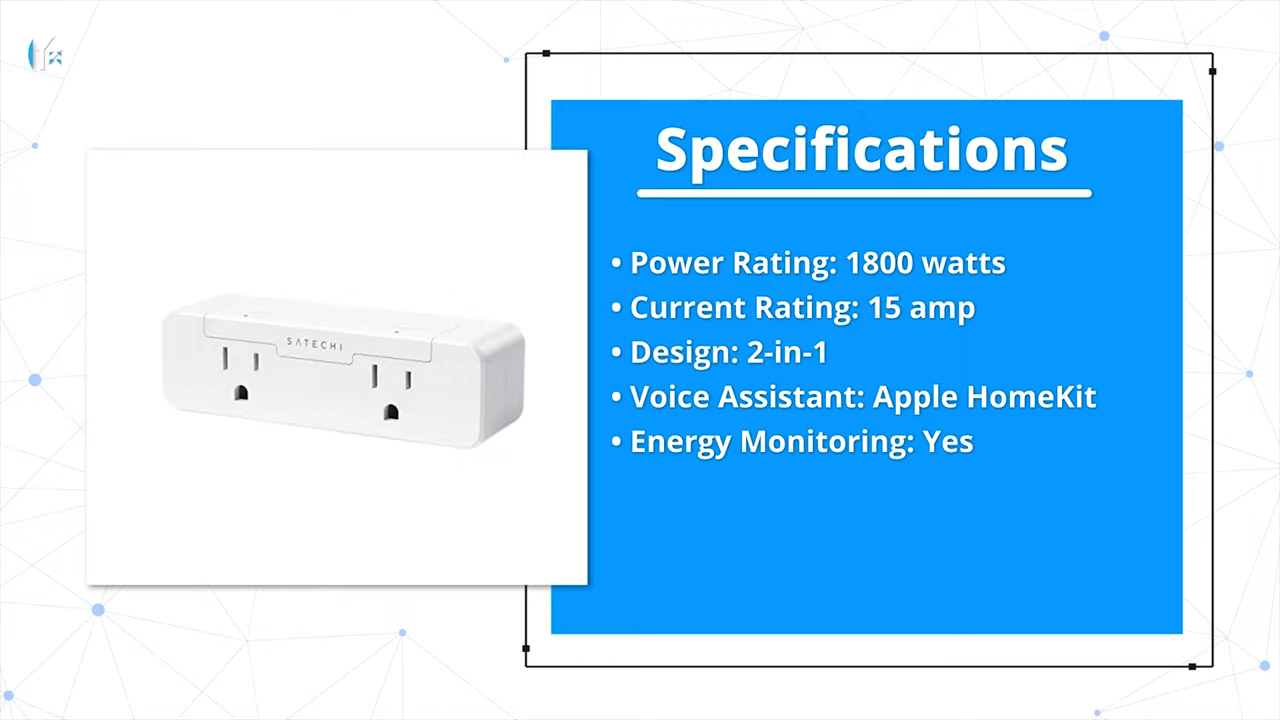 Specifications
• Power Rating: 1800 watts
• Current Rating: 15 amp
• Design: 2-in-1
• Voice Assistant: Apple HomeKit
• Energy Monitoring: Yes
SATECHI